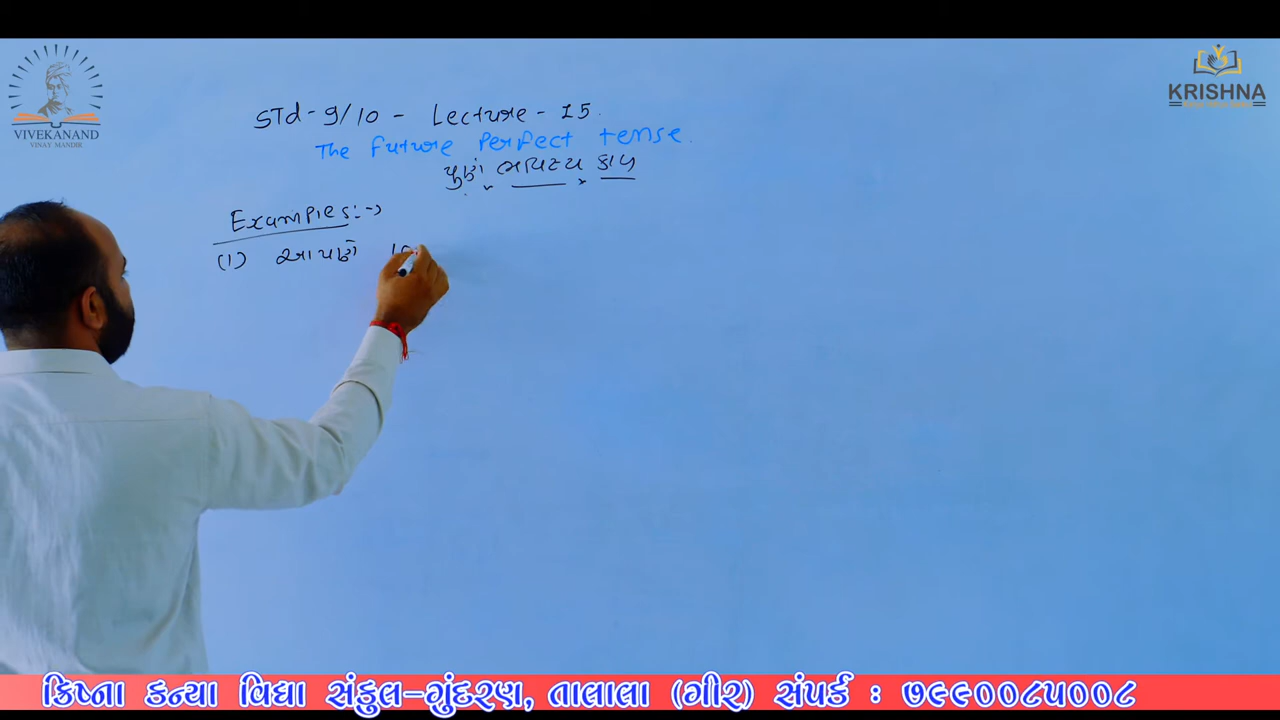 VIVEKANAND
VINAY MANDIR
KRISHNA
STd - 9/10 - Lecture - 15.
The Future Perfect tense.
પુર્ણ ભવિષ્ય કાળ
Examples :->
(1) આપણે
ક્રિષ્ના કન્યા વિદ્યા સંકુલ-ગુંદરણ, તાલાલા (ગીર) સંપર્ક : ૭૯૯૦૦૮૫૦૦૮